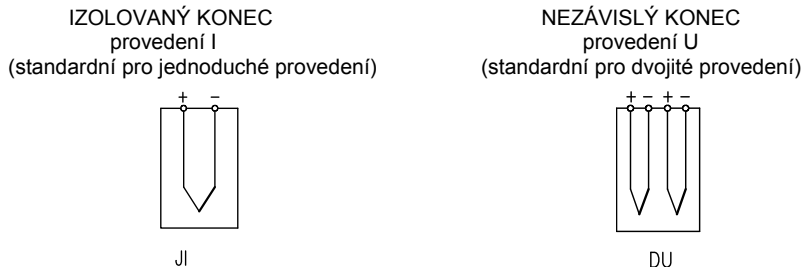 IZOLOVANÝ KONEC
provedení I
(standardní pro jednoduché provedení)
+ –
JI
NEZÁVISLÝ KONEC
provedení U
(standardní pro dvojité provedení)
+ – + –
DU